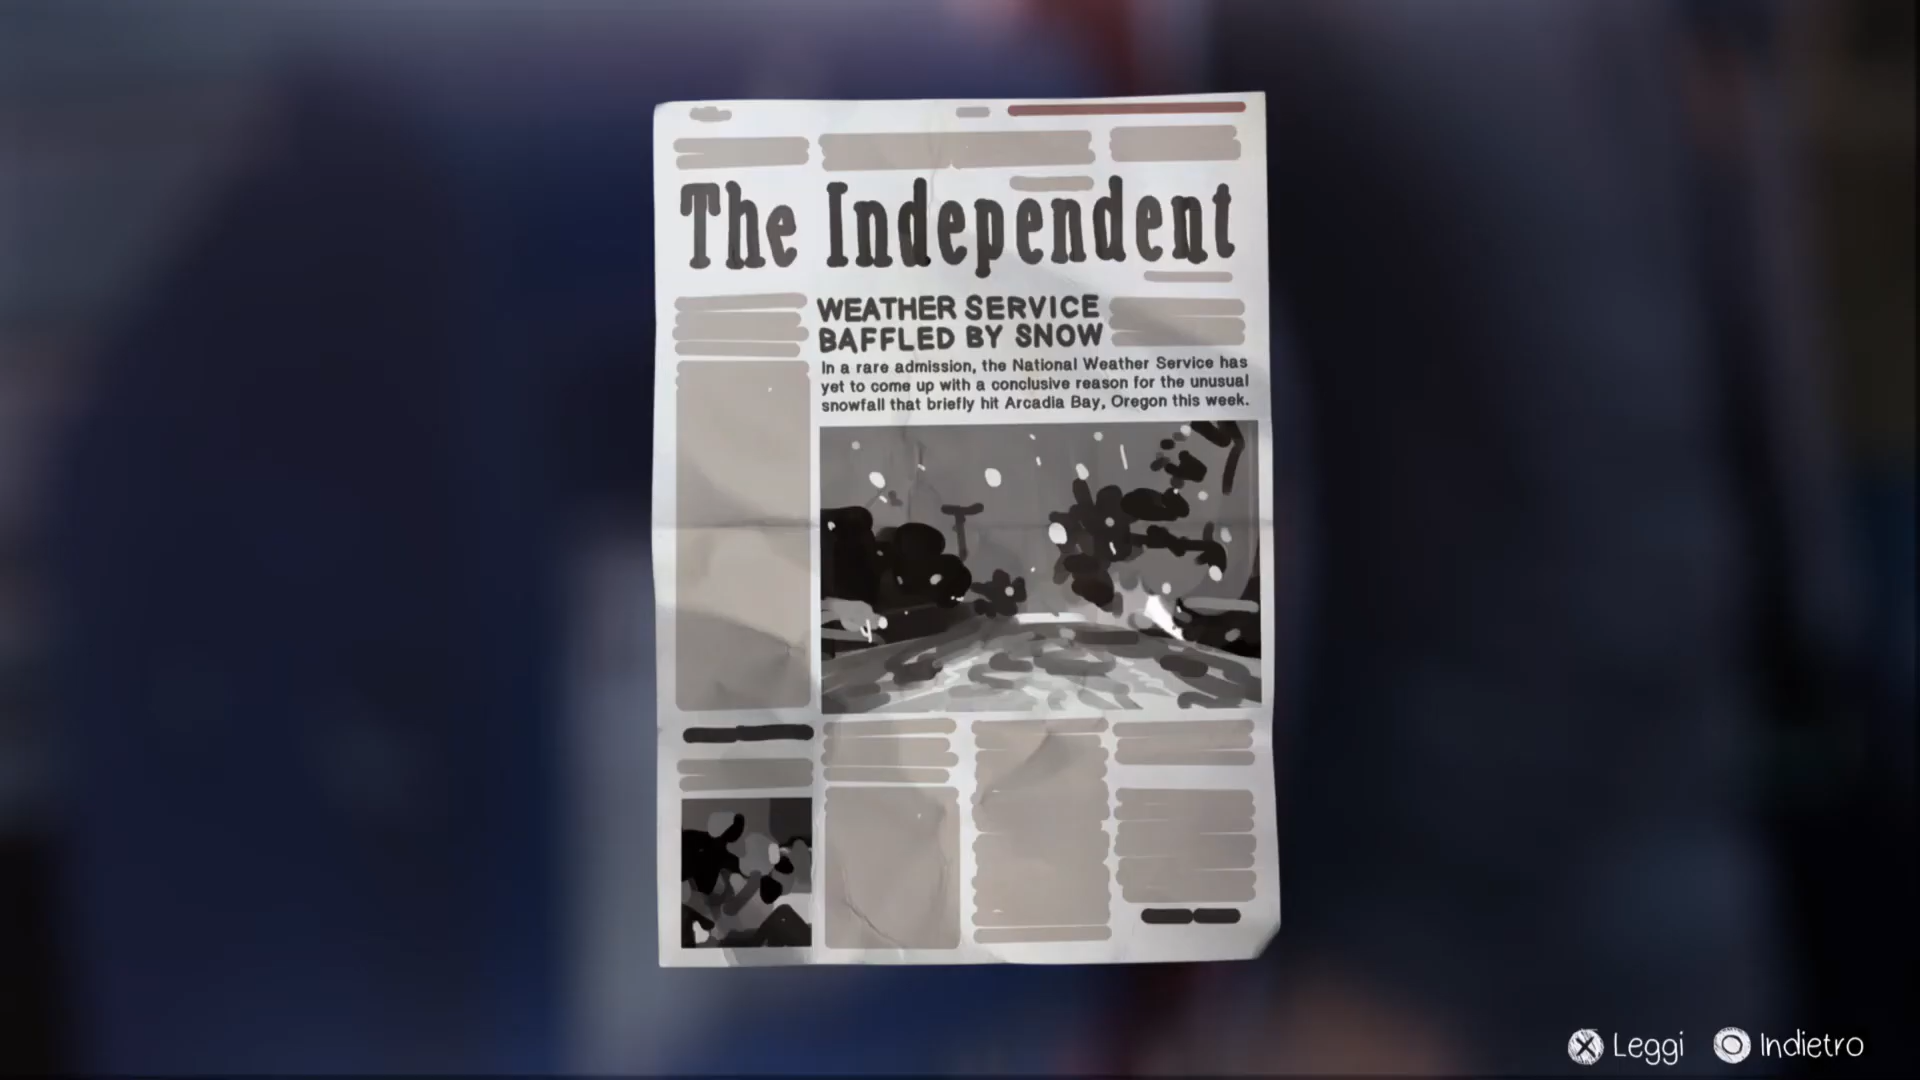 The Independent
WEATHER SERVICE
BAFFLED BY SNOW
In a rare admission, the National Weather Service has
yet to come up with a conclusive reason for the unusual
snowfall that briefly hit Arcadia Bay, Oregon this week.
Leggi Indietro